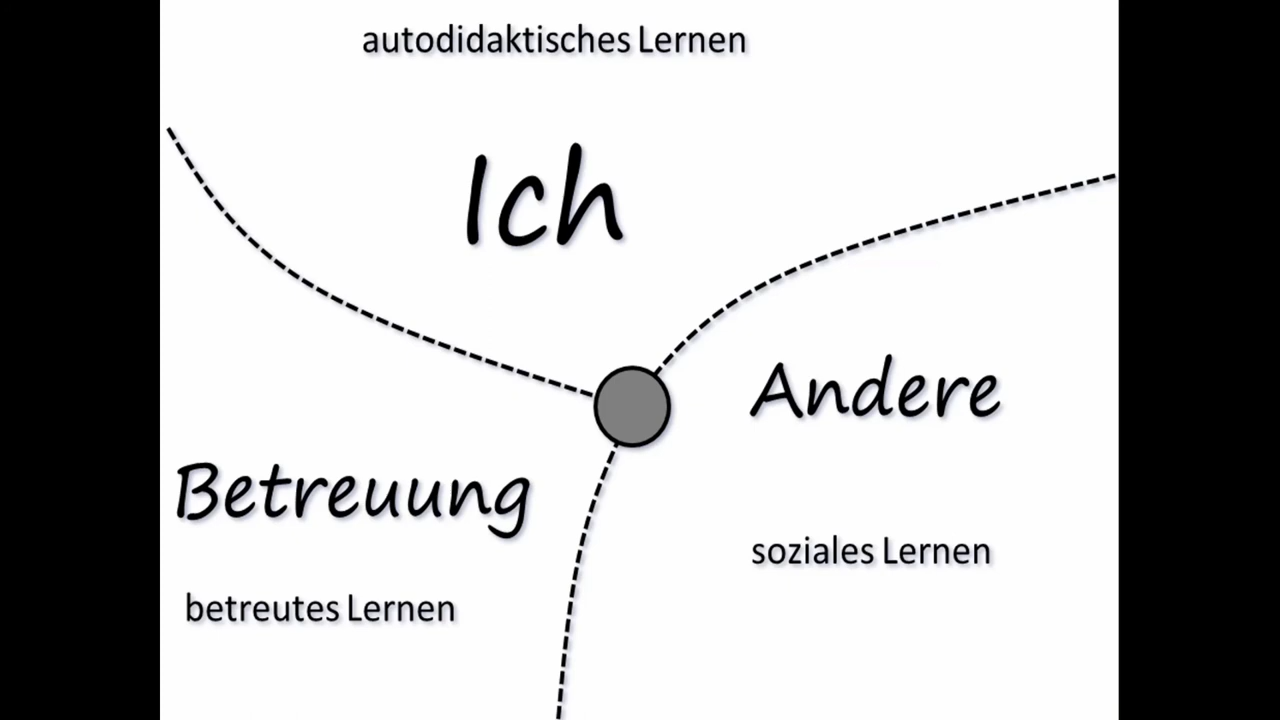 autodidaktisches Lernen
Ich
Andere
Betreuung
soziales Lernen
betreutes Lernen